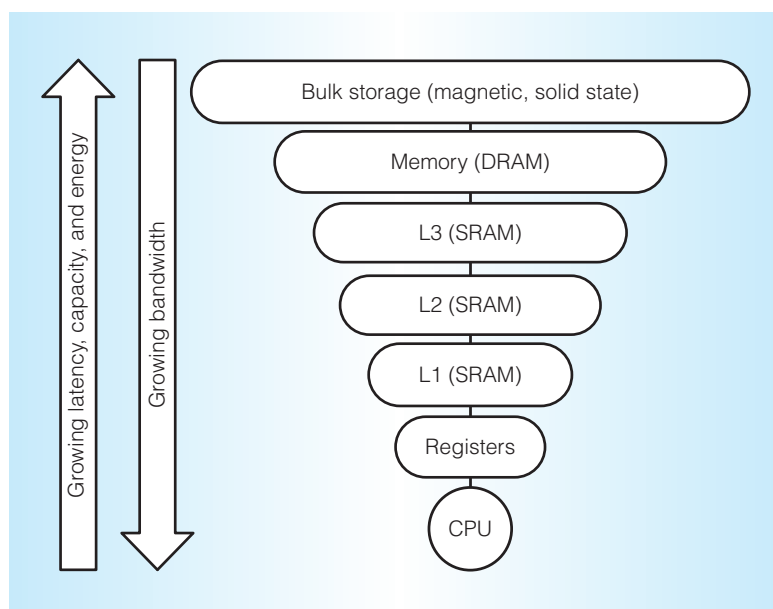 Growing latency, capacity, and energy
Growing bandwidth
Bulk storage (magnetic, solid state)
Memory (DRAM)
L3 (SRAM)
L2 (SRAM)
L1 (SRAM)
Registers
CPU